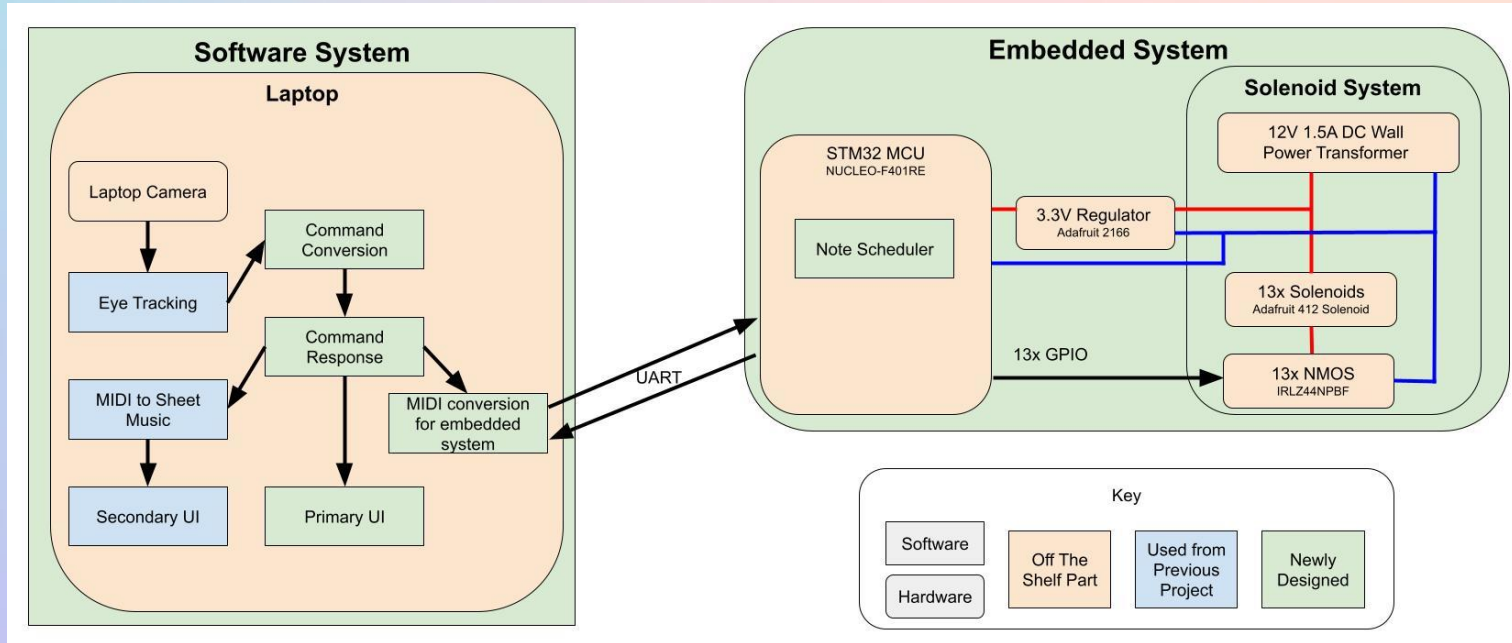 Software System
Laptop
Laptop Camera
Eye Tracking
Command
Conversion
Command
Response
MIDI to Sheet
Music
MIDI conversion
for embedded
system
Secondary UI
Primary UI
UART
Embedded System
STM32 MCU
NUCLEO-F401RE
Note Scheduler
3.3V Regulator
Adafruit 2166
13x GPIO
Solenoid System
12V 1.5A DC Wall
Power Transformer
13x Solenoids
Adafruit 412 Solenoid
13x NMOS
IRLZ44NPBF
Key
Software
Hardware
Off The
Shelf Part
Used from
Previous
Project
Newly
Designed